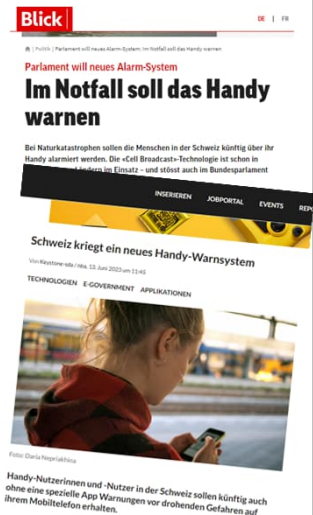 Blick
DE | FR
| Politik | Parlament will neues Alarm-System: Im Notfall soll das Handy warnen
Parlament will neues Alarm-System
Im Notfall soll das Handy
warnen
Bei Naturkatastrophen sollen die Menschen in der Schweiz künftig über ihr
Handy alarmiert werden. Die «Cell Broadcast»-Technologie ist schon in
ändern im Einsatz – und stösst auch im Bundesparlament
INSERIEREN JOBPORTAL EVENTS REP
Schweiz kriegt ein neues Handy-Warnsystem
Von Keystone-sda / nba, 13. Juni 2023 um 11:45
TECHNOLOGIEN E-GOVERNMENT APPLIKATIONEN
Foto: Daria Nepriakhina
Handy-Nutzerinnen und -Nutzer in der Schweiz sollen künftig auch
ohne eine spezielle App Warnungen vor drohenden Gefahren auf
ihrem Mobiltelefon erhalten.